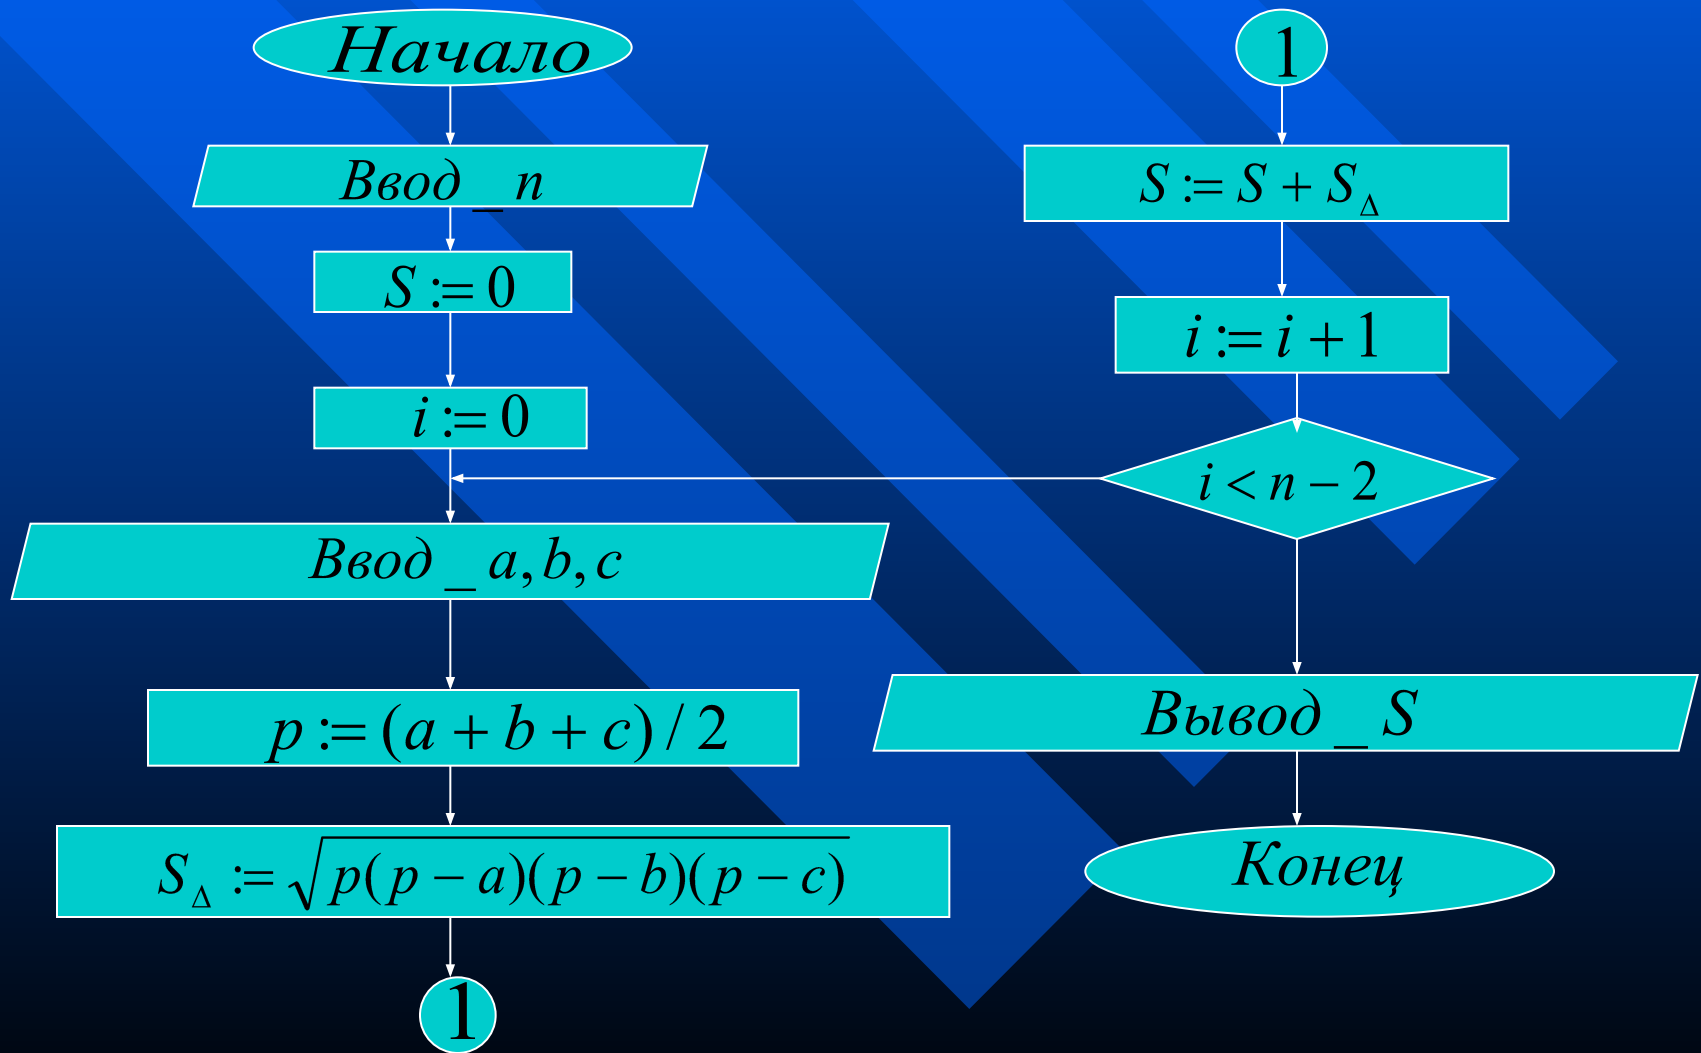 Начало
Ввод _ n
S := 0
i := 0
Ввод _ a, b, c
p := (a + b + c) / 2
S_Δ := √p(p − a)(p − b)(p − c)
1
1
S := S + S_Δ
i := i + 1
i < n − 2
Вывод _ S
Конец